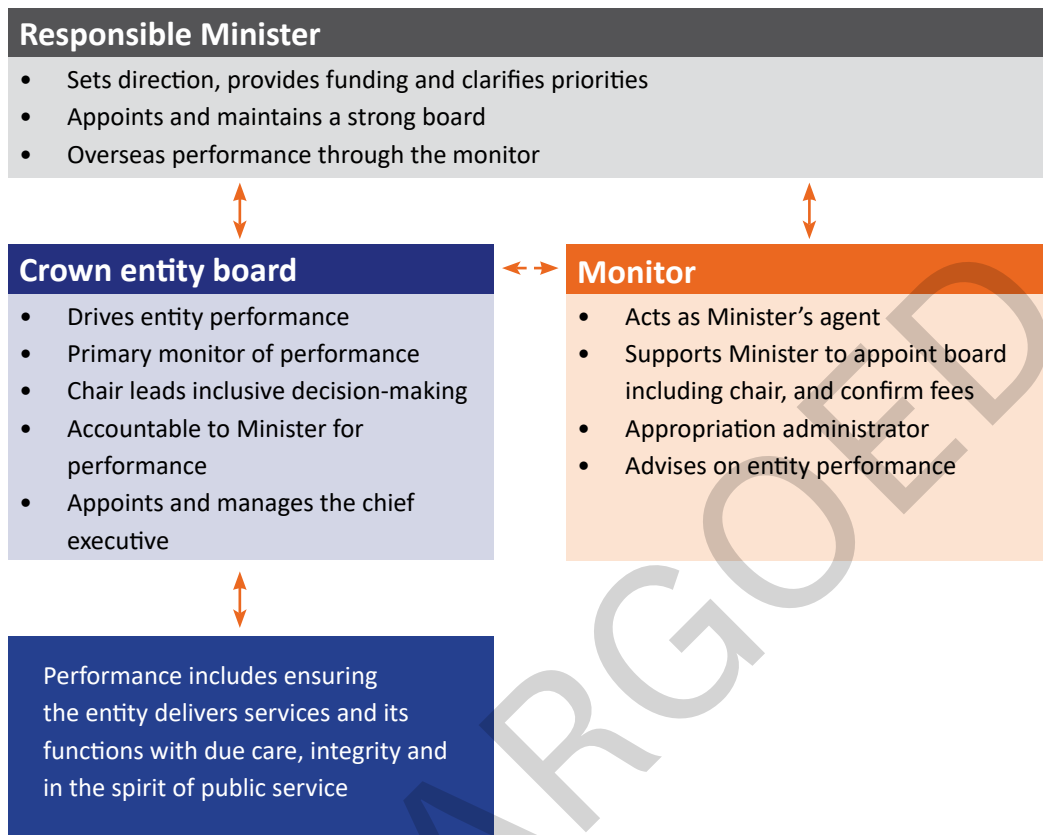 Responsible Minister
• Sets direction, provides funding and clarifies priorities
• Appoints and maintains a strong board
• Overseas performance through the monitor
Crown entity board
• Drives entity performance
• Primary monitor of performance
• Chair leads inclusive decision-making
• Accountable to Minister for
performance
• Appoints and manages the chief
executive
Monitor
• Acts as Minister’s agent
• Supports Minister to appoint board
including chair, and confirm fees
• Appropriation administrator
• Advises on entity performance
Performance includes ensuring
the entity delivers services and its
functions with due care, integrity and
in the spirit of public service
ARGOED